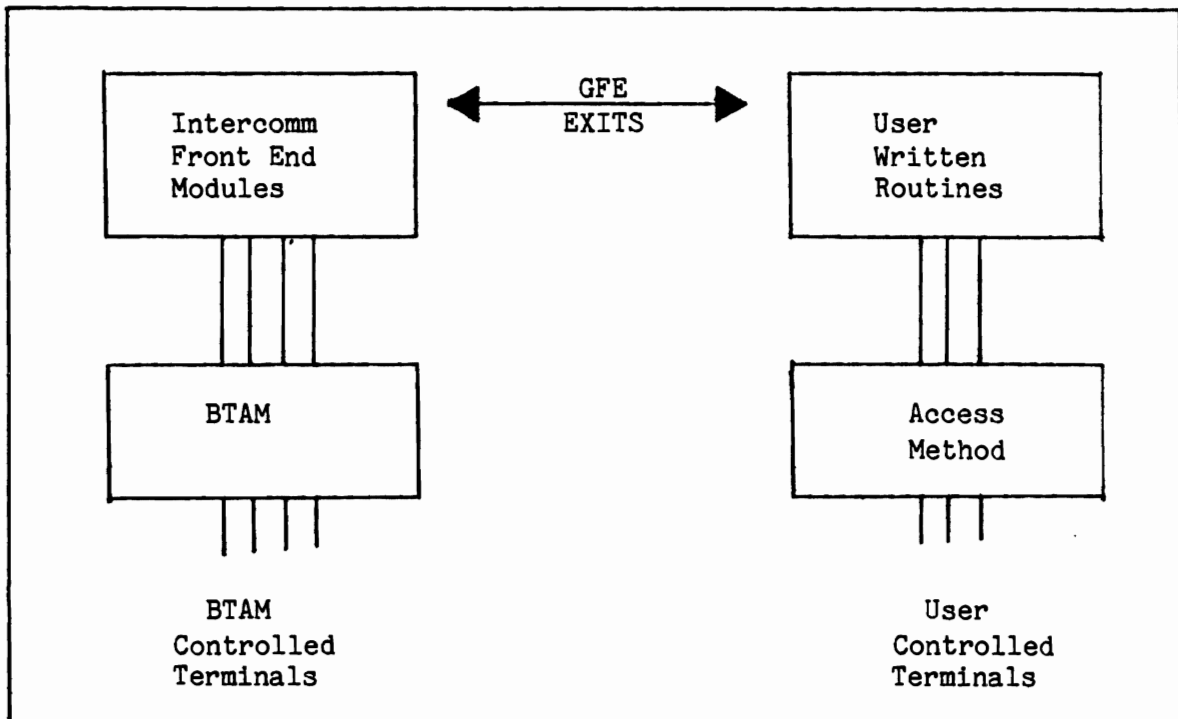 Intercomm
Front End
Modules
GFE
EXITS
User
Written
Routines
BTAM
Access
Method
BTAM
Controlled
Terminals
User
Controlled
Terminals